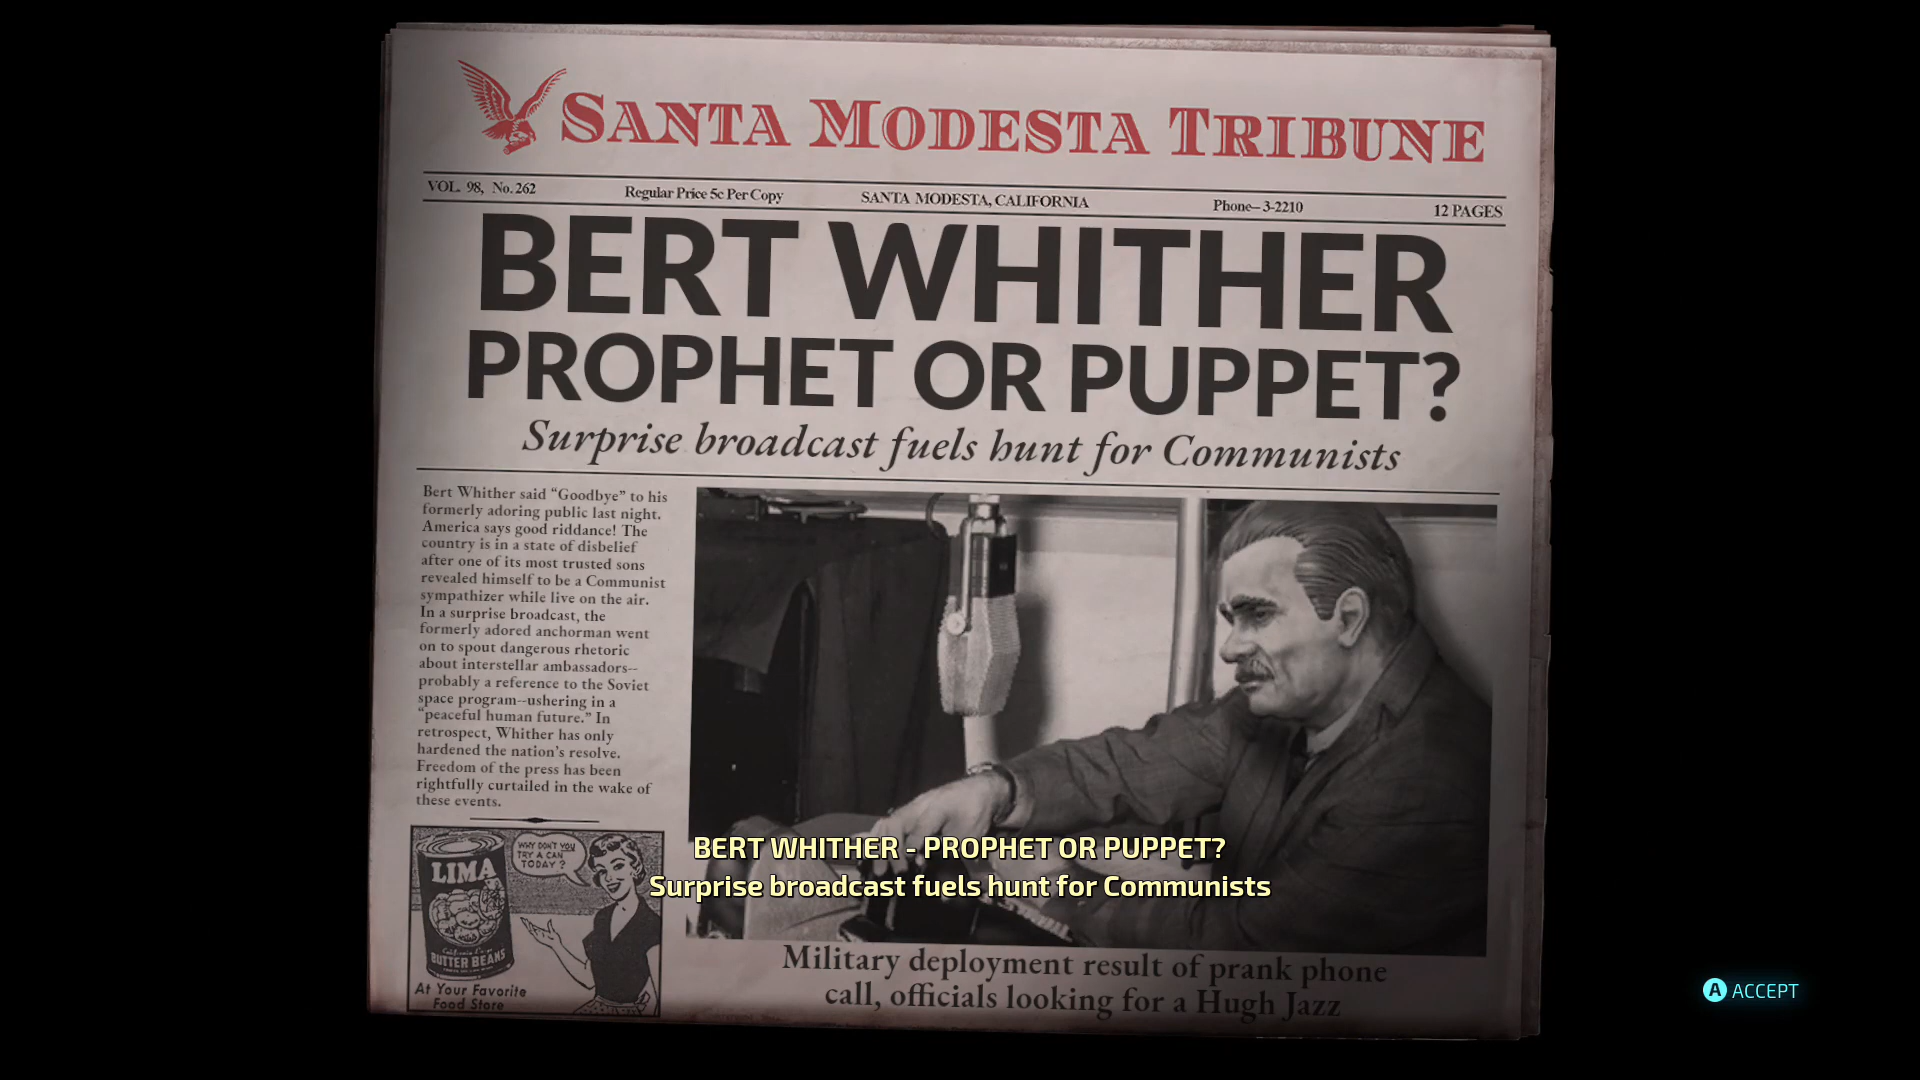 SANTA MODESTA TRIBUNE
VOL. 98, No. 262 Regular Price 5c Per Copy SANTA MODESTA, CALIFORNIA Phone-3-2210 12 PAGES
BERT WHITHER
PROPHET OR PUPPET?
Surprise broadcast fuels hunt for Communists
Bert Whither said “Goodbye” to his
formerly adoring public last night.
America says good riddance! The
country is in a state of disbelief
after one of its most trusted sons
revealed himself to be a Communist
sympathizer while live on the air.
In a surprise broadcast, the
formerly adored anchorman went
on to spout dangerous rhetoric
about interstellar ambassadors--
probably a reference to the Soviet
space program--ushering in a
“peaceful human future.” In
retrospect, Whither has only
hardened the nation’s resolve.
Freedom of the press has been
rightfully curtailed in the wake of
these events.
WHY DON'T YOU
TRY A CAN
TODAY?
LIMA
BUTTER BEANS
At Your Favorite
Food Store
BERT WHITHER - PROPHET OR PUPPET?
Surprise broadcast fuels hunt for Communists
Military deployment result of prank phone
call, officials looking for a Hugh Jazz
A ACCEPT